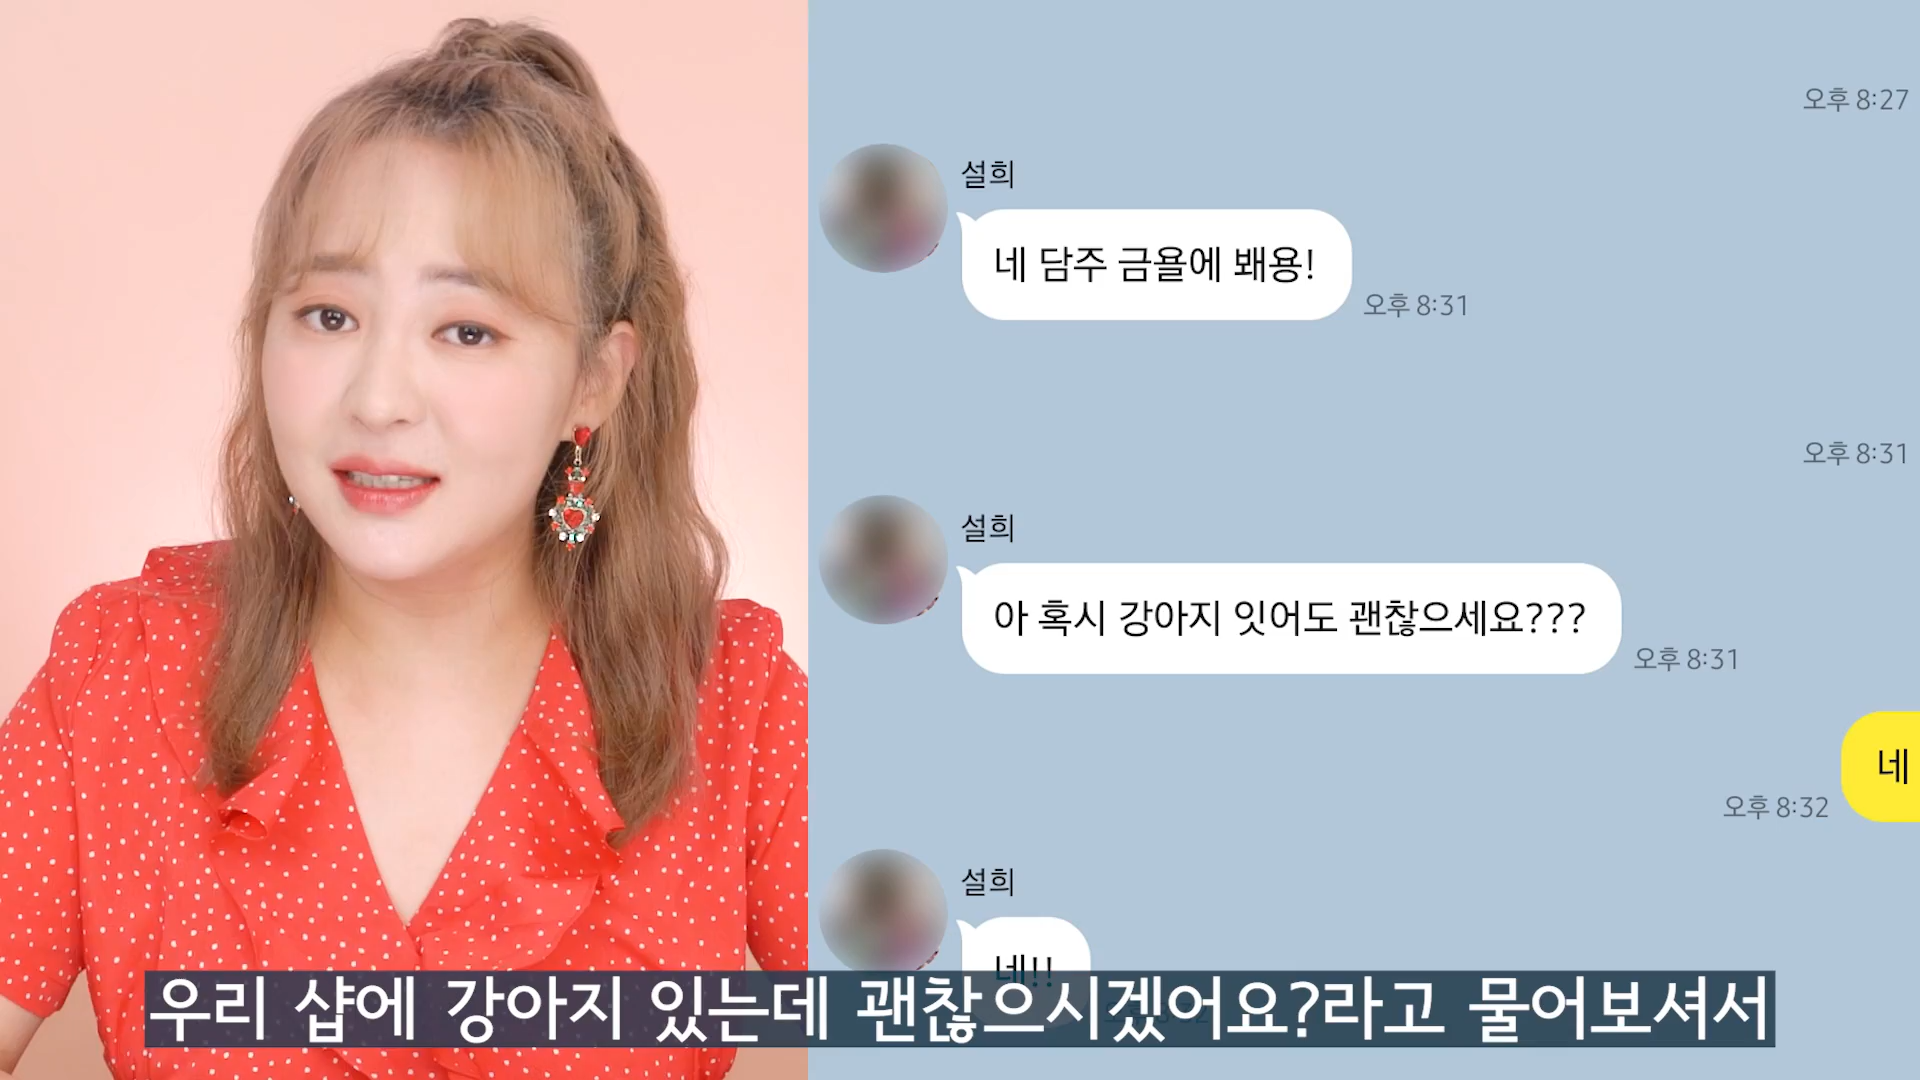 오후 8:27
설희
네 담주 금욜에 봬용!
오후 8:31
오후 8:31
설희
아 혹시 강아지 잇어도 괜찮으세요???
오후 8:31
네
오후 8:32
설희
네!!
우리 샵에 강아지 있는데 괜찮으시겠어요?라고 물어보셔서